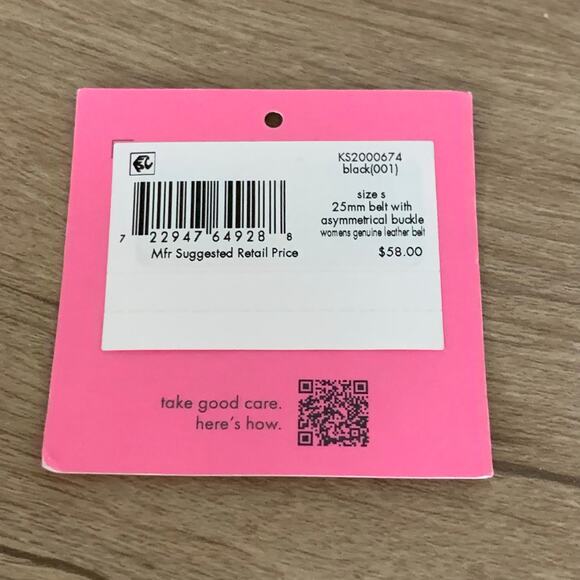 KS2000674
black(001)
size s
25mm belt with
asymmetrical buckle
womens genuine leather belt
$58.00
7 22947 64928 8
Mfr Suggested Retail Price
take good care.
here's how.